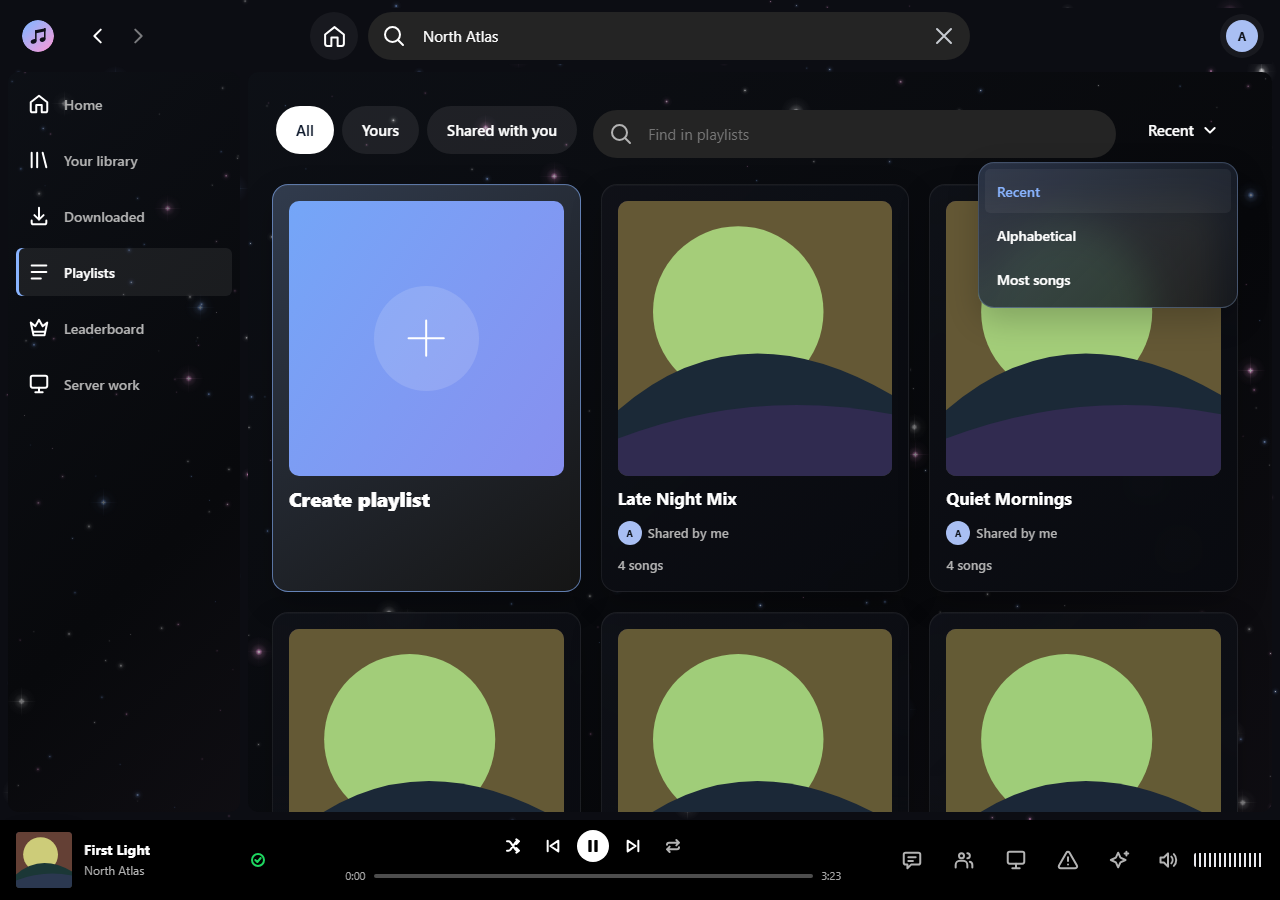 North Atlas
A
Home
Your library
Downloaded
Playlists
Leaderboard
Server work
All
Yours
Shared with you
Find in playlists
Recent
Recent
Alphabetical
Most songs
Create playlist
Late Night Mix
A
Shared by me
4 songs
Quiet Mornings
A
Shared by me
4 songs
First Light
North Atlas
0:00
3:23